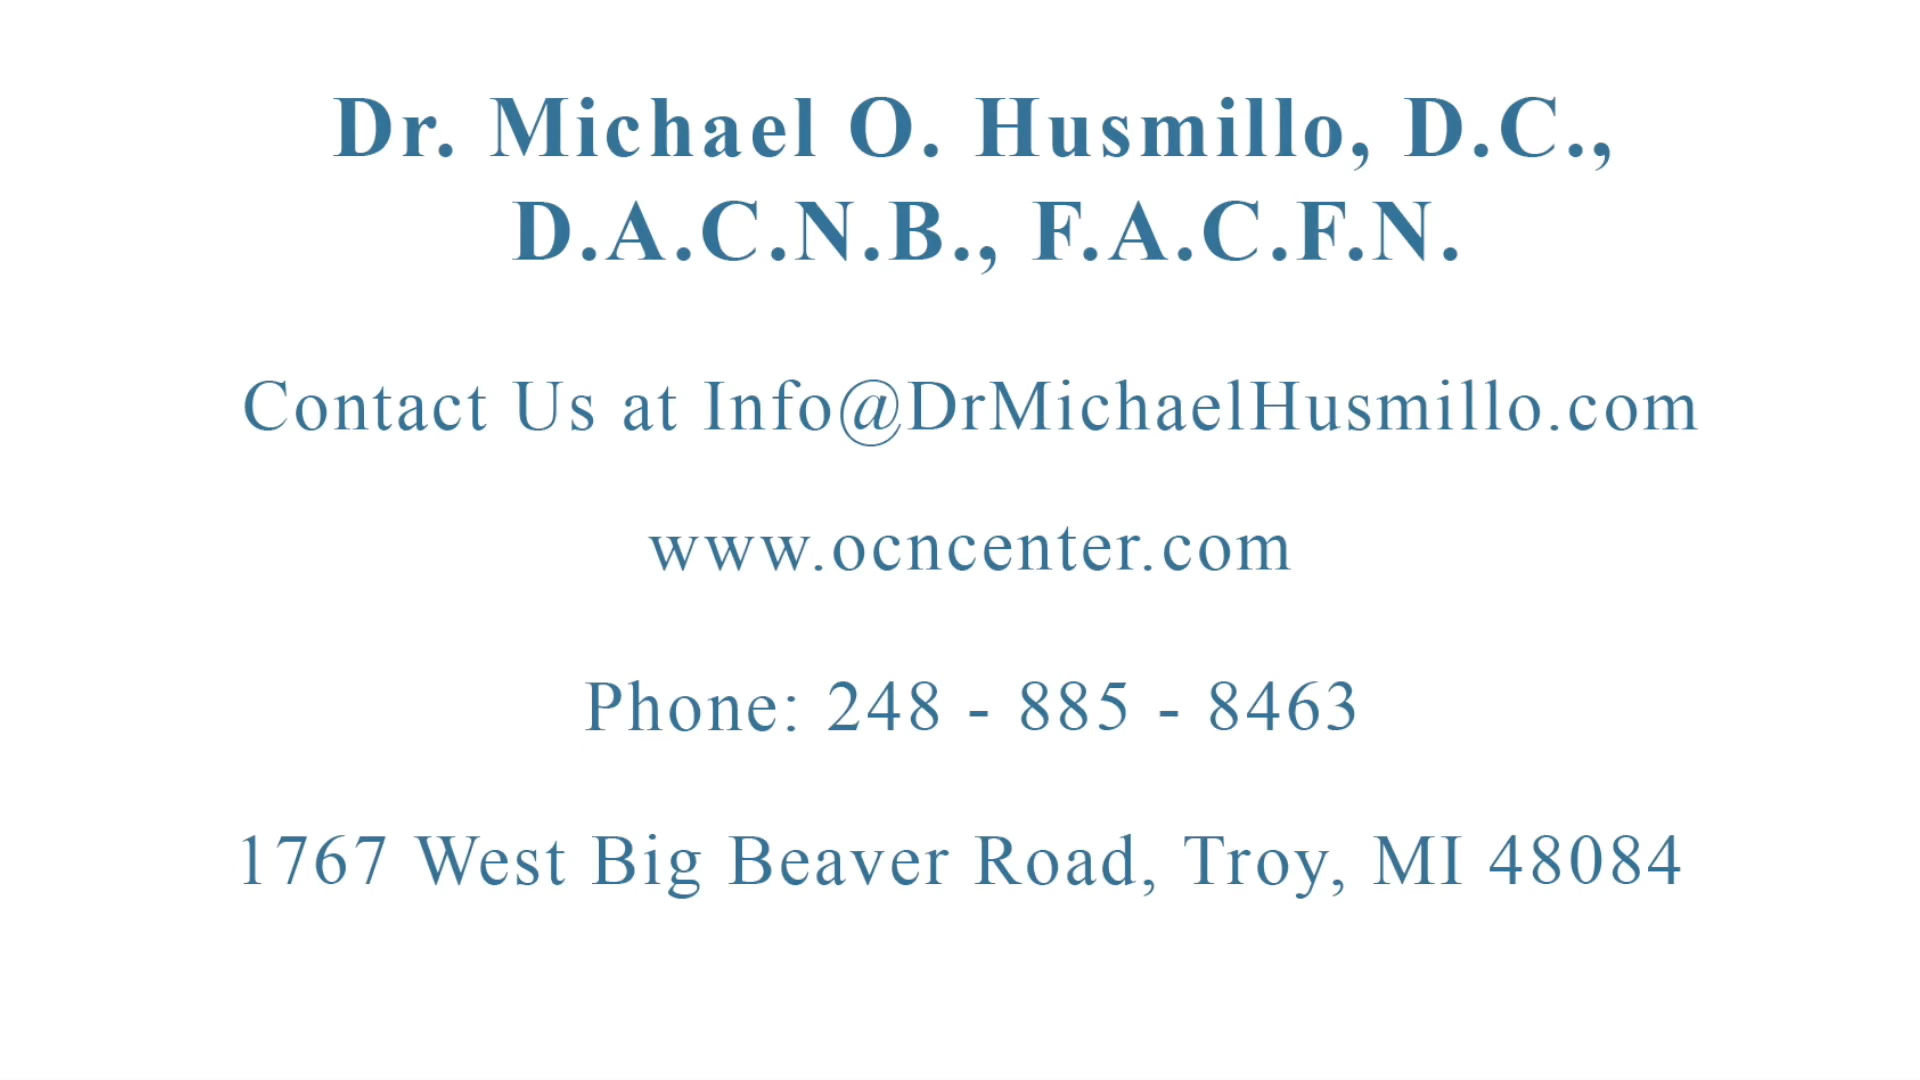 Dr. Michael O. Husmillo, D.C.,
D.A.C.N.B., F.A.C.F.N.
Contact Us at Info@DrMichaelHusmillo.com
www.ocncenter.com
Phone: 248 - 885 - 8463
1767 West Big Beaver Road, Troy, MI 48084